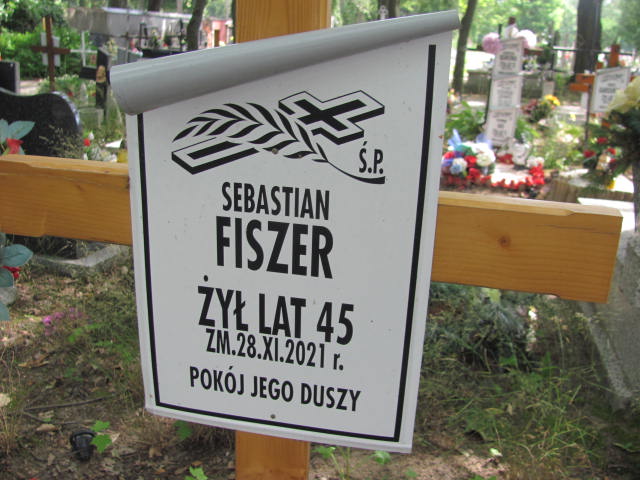 Ś.P.
SEBASTIAN
FISZER
ŻYŁ LAT 45
ZM.28.XI.2021 r.
POKÓJ JEGO DUSZY